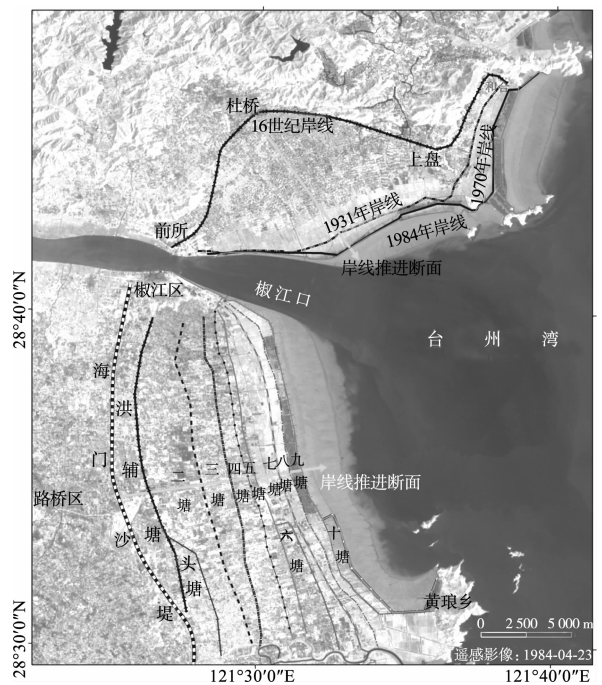 杜桥
16世纪岸线
上盘
1970年岸线
前所
1931年岸线
1984年岸线
岸线推进断面
椒江区
椒江口
台州湾
28°40′0″N
海门沙堤
洪辅塘
头塘
二塘
三塘
四塘
五塘
六塘
七塘
八塘
九塘
十塘
岸线推进断面
路桥区
黄琅乡
0 2 500 5 000 m
遥感影像:1984-04-23
28°30′0″N
121°30′0″E
121°40′0″E